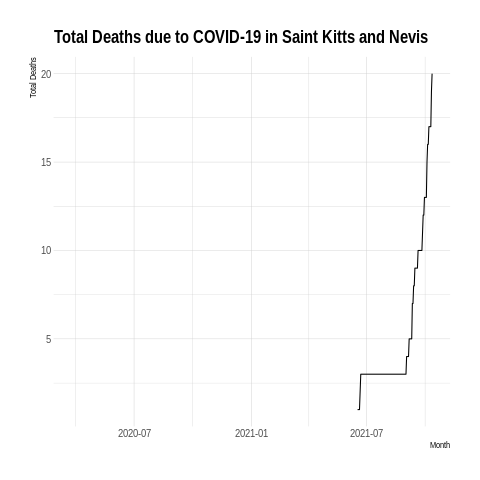 Total Deaths due to COVID-19 in Saint Kitts and Nevis
Total Deaths
20
15
10
5
2020-07 2021-01 2021-07
Month